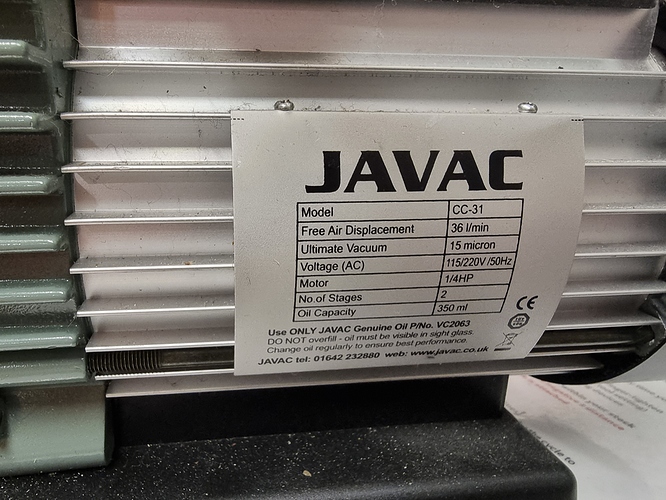 JAVAC
Model CC-31
Free Air Displacement 36 l/min
Ultimate Vacuum 15 micron
Voltage (AC) 115/220V /50Hz
Motor 1/4HP
No.of Stages 2
Oil Capacity 350 ml
CE
Use ONLY JAVAC Genuine Oil P/No. VC2063
DO NOT overfill - oil must be visible in sight glass.
Change oil regularly to ensure best performance.
JAVAC tel: 01642 232880 web: www.javac.co.uk